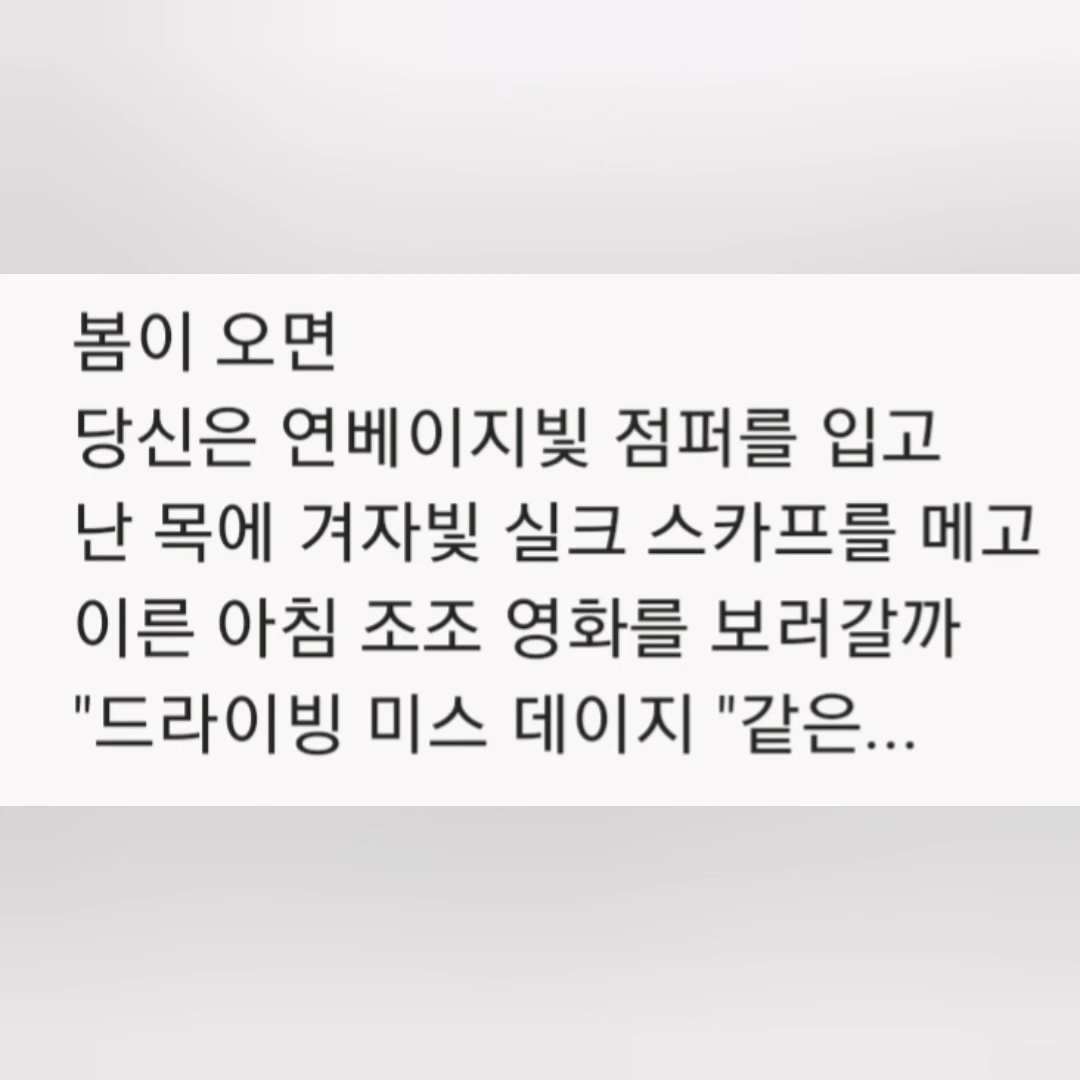 봄이 오면
당신은 연베이지빛 점퍼를 입고
난 목에 겨자빛 실크 스카프를 메고
이른 아침 조조 영화를 보러갈까
"드라이빙 미스 데이지 "같은...